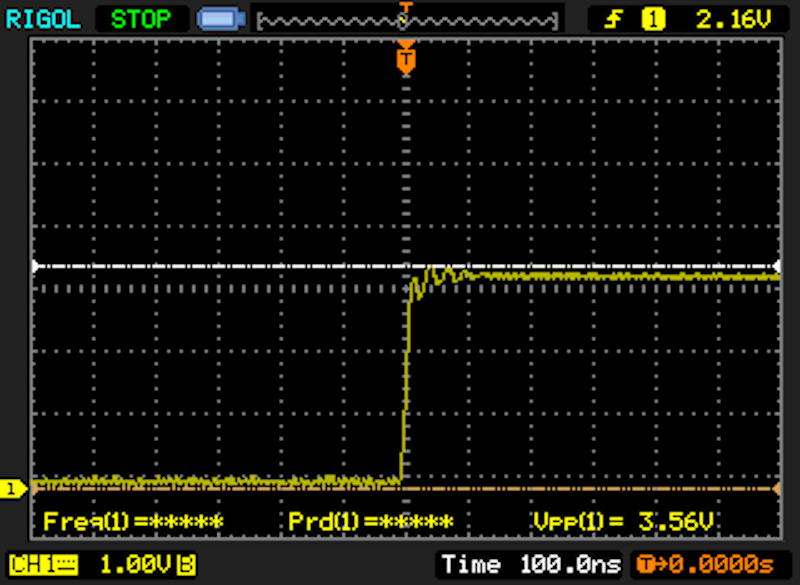 RIGOL STOP T 1 2.16V
T
1
Freq(1)=***** Prd(1)=***** Vpp(1)= 3.56V
CH1 1.00V B Time 100.0ns T→0.0000s